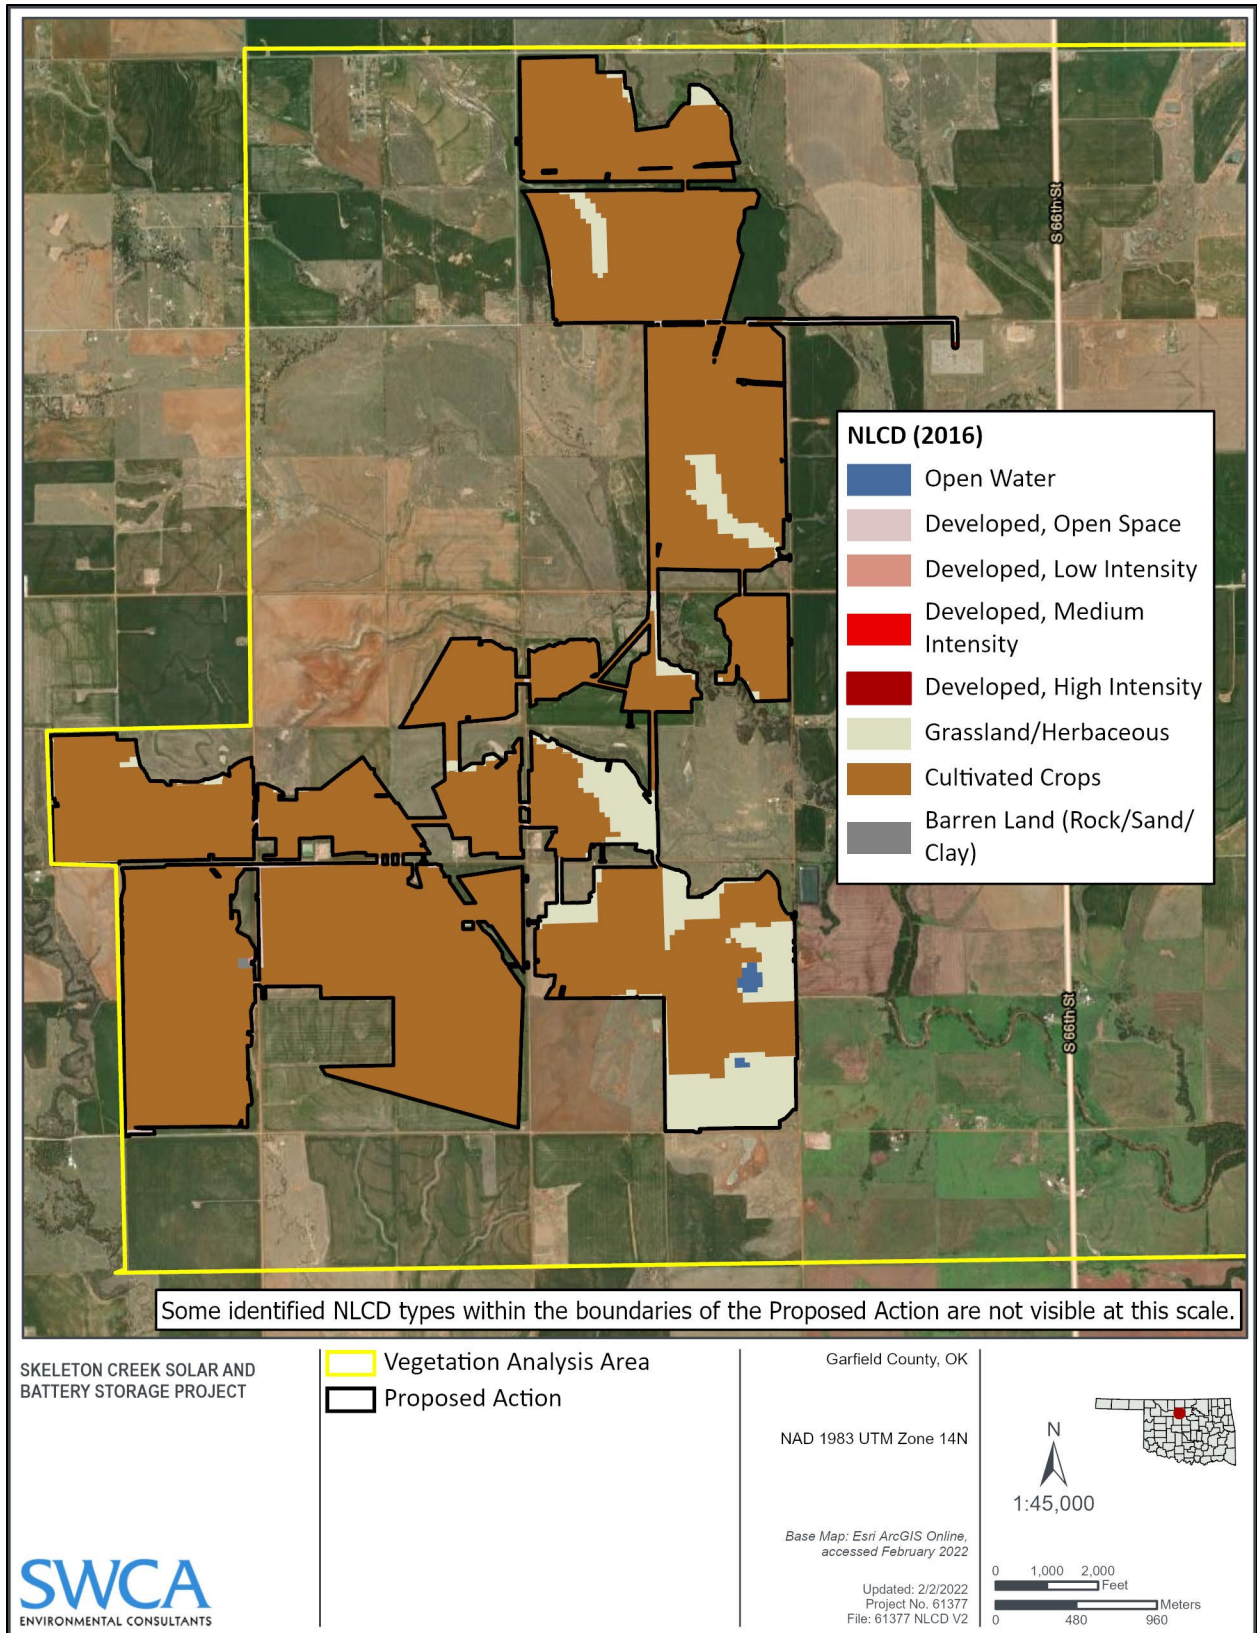 S 66th St
NLCD (2016)
Open Water
Developed, Open Space
Developed, Low Intensity
Developed, Medium
Intensity
Developed, High Intensity
Grassland/Herbaceous
Cultivated Crops
Barren Land (Rock/Sand/
Clay)
S 66th St
Some identified NLCD types within the boundaries of the Proposed Action are not visible at this scale.
SKELETON CREEK SOLAR AND
BATTERY STORAGE PROJECT
SWCA
ENVIRONMENTAL CONSULTANTS
Vegetation Analysis Area
Proposed Action
Garfield County, OK
NAD 1983 UTM Zone 14N
Base Map: Esri ArcGIS Online,
accessed February 2022
Updated: 2/2/2022
Project No. 61377
File: 61377 NLCD V2
N
1:45,000
0 1,000 2,000
Feet
Meters
0 480 960